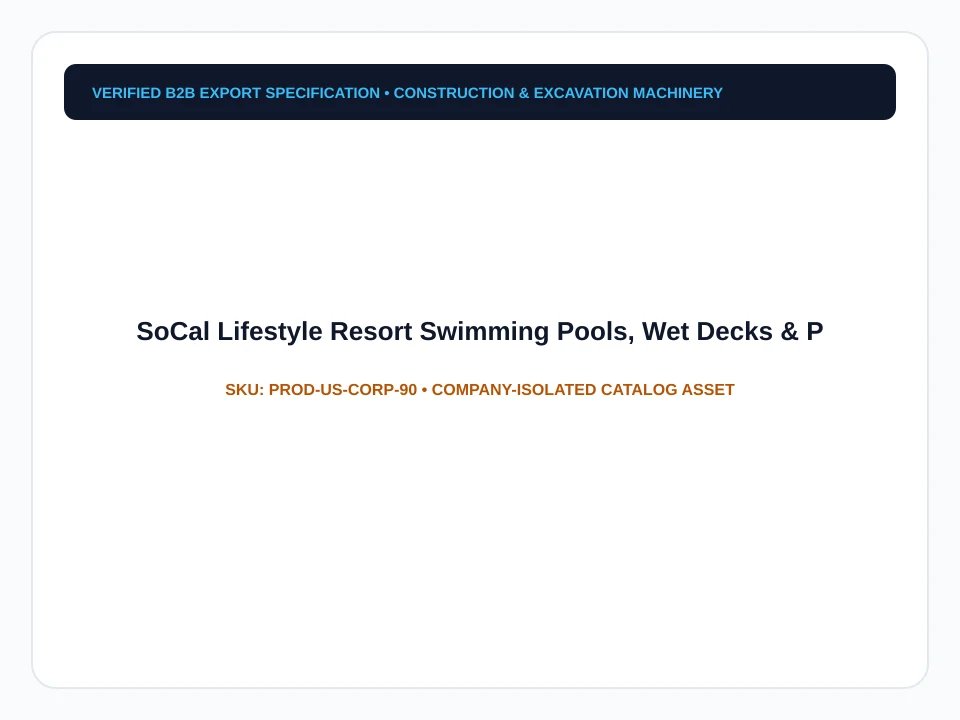 VERIFIED B2B EXPORT SPECIFICATION • CONSTRUCTION & EXCAVATION MACHINERY
SoCal Lifestyle Resort Swimming Pools, Wet Decks & P
SKU: PROD-US-CORP-90 • COMPANY-ISOLATED CATALOG ASSET